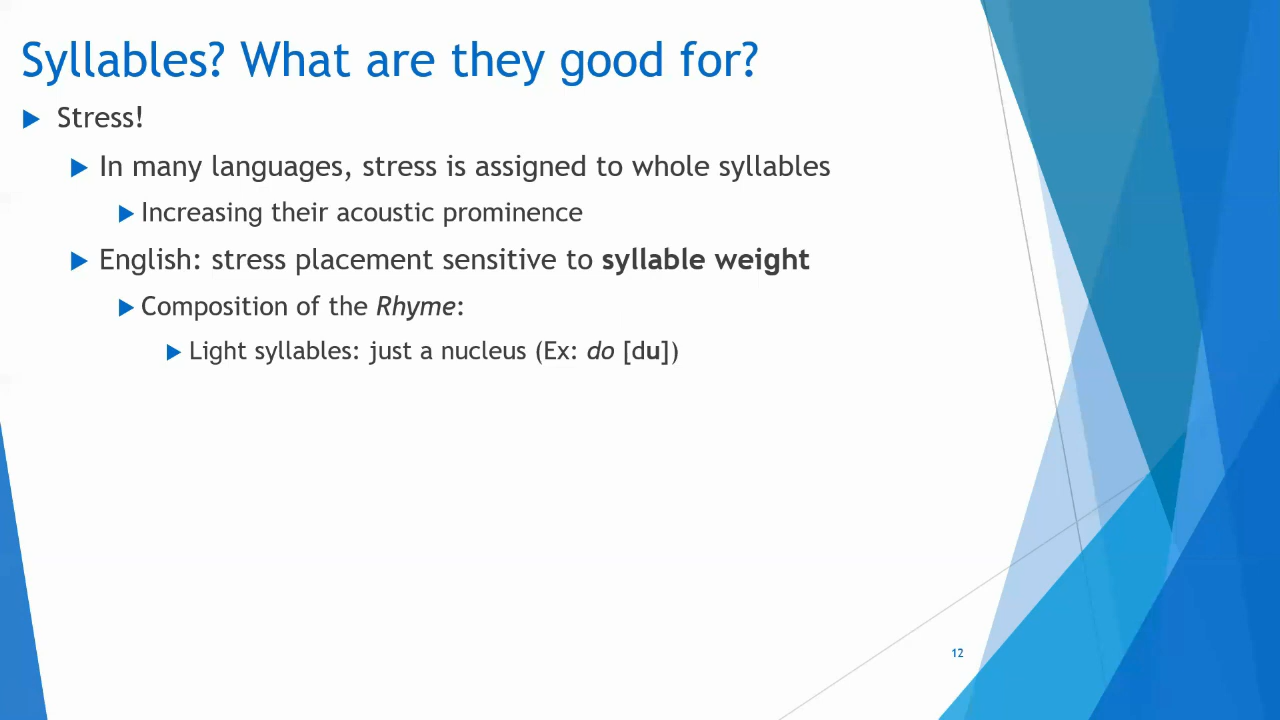 Syllables? What are they good for?
Stress!
In many languages, stress is assigned to whole syllables
Increasing their acoustic prominence
English: stress placement sensitive to syllable weight
Composition of the Rhyme:
Light syllables: just a nucleus (Ex: do [du])
12